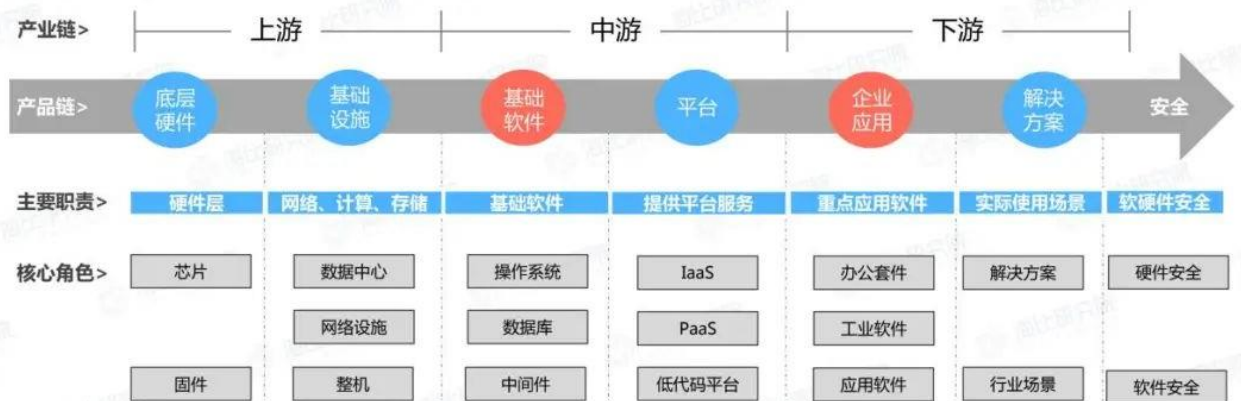 产业链> 上游 中游 下游
产品链> 底层硬件 基础设施 基础软件 平台 企业应用 解决方案 安全
主要职责> 硬件层 网络、计算、存储 基础软件 提供平台服务 重点应用软件 实际使用场景 软硬件安全
核心角色> 芯片 数据中心 操作系统 IaaS 办公套件 解决方案 硬件安全
网络设施 数据库 PaaS 工业软件
固件 整机 中间件 低代码平台 应用软件 行业场景 软件安全
海比研究院